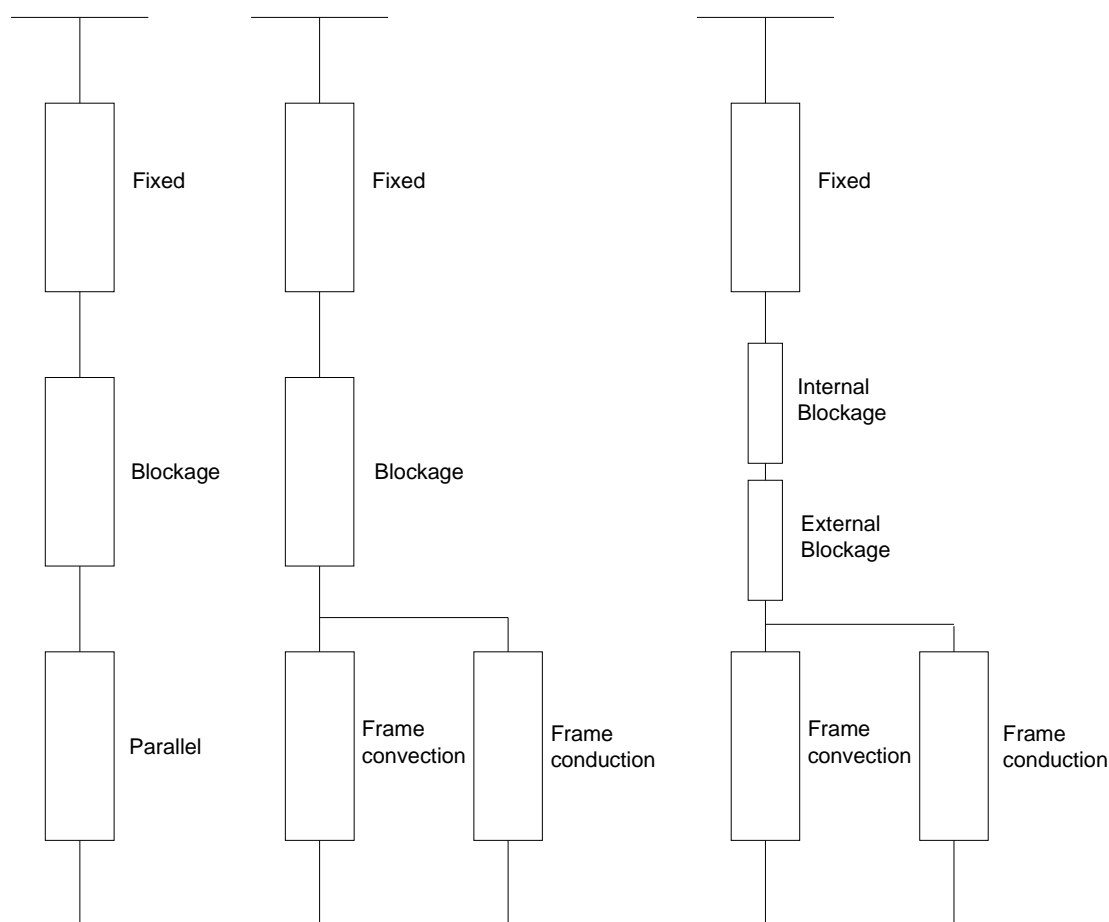 Fixed
Blockage
Parallel
Fixed
Blockage
Frame
convection
Frame
conduction
Fixed
Internal
Blockage
External
Blockage
Frame
convection
Frame
conduction